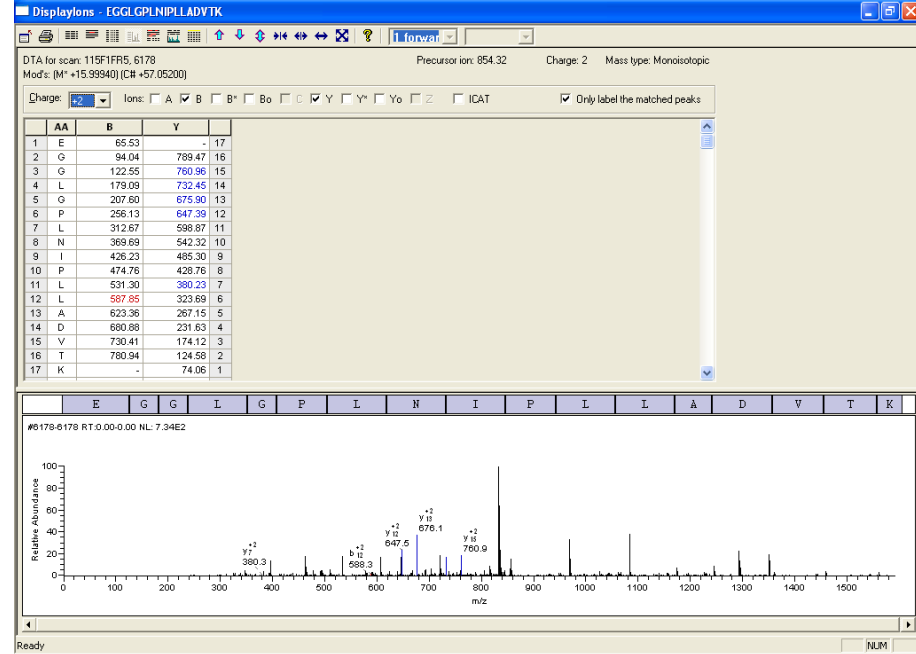 DisplayIons - EGGLGPLNIPLLADVTK
1 forwar
DTA for scan: 115F1FR5, 6178 Precursor ion: 854.32 Charge: 2 Mass type: Monoisotopic
Mod's: (M* +15.99940) (C# +57.05200)
Charge: +2 Ions: A B B* Bo C Y Y* Yo Z ICAT Only label the matched peaks
AA B Y
1 E 65.53 - 17
2 G 94.04 789.47 16
3 G 122.55 760.96 15
4 L 179.09 732.45 14
5 G 207.60 675.90 13
6 P 256.13 647.39 12
7 L 312.67 598.87 11
8 N 369.69 542.32 10
9 I 426.23 485.30 9
10 P 474.76 428.76 8
11 L 531.30 380.23 7
12 L 587.85 323.69 6
13 A 623.36 267.15 5
14 D 680.88 231.63 4
15 V 730.41 174.12 3
16 T 780.94 124.58 2
17 K - 74.06 1
E G G L G P L N I P L L A D V T K
#6178-6178 RT:0.00-0.00 NL: 7.34E2
Relative Abundance
100
80
60
40
20
0
y 7 +2
380.3
b 12 +2
588.3
y 12 +2
647.5
y 13 +2
676.1
y 15 +2
760.9
0 100 200 300 400 500 600 700 800 900 1000 1100 1200 1300 1400 1500
m/z
Ready NUM